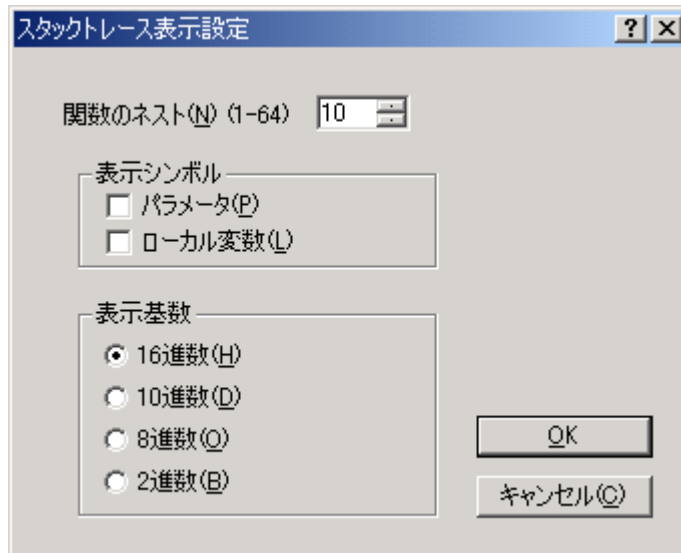 スタックトレース表示設定
関数のネスト(N) (1-64) 10
表示シンボル
パラメータ(P)
ローカル変数(L)
表示基数
16進数(H)
10進数(D)
8進数(O)
2進数(B)
OK
キャンセル(C)